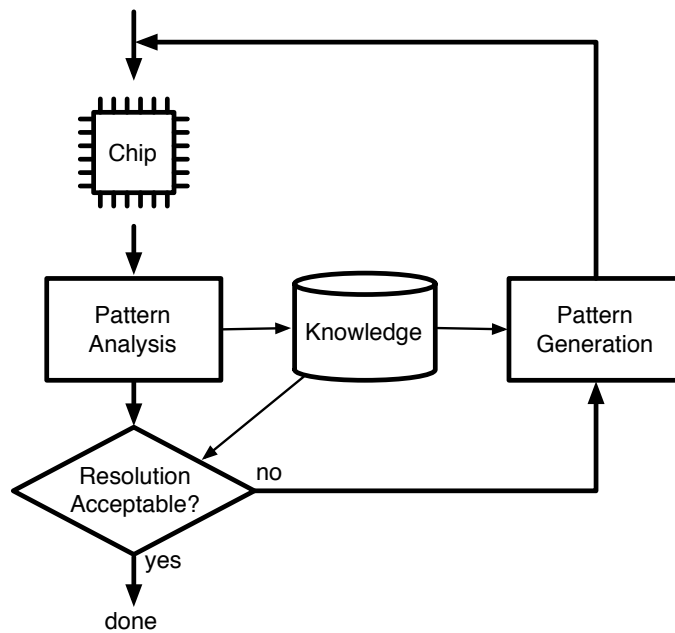 Chip
Pattern
Analysis
Knowledge
Pattern
Generation
Resolution
Acceptable?
no
yes
done